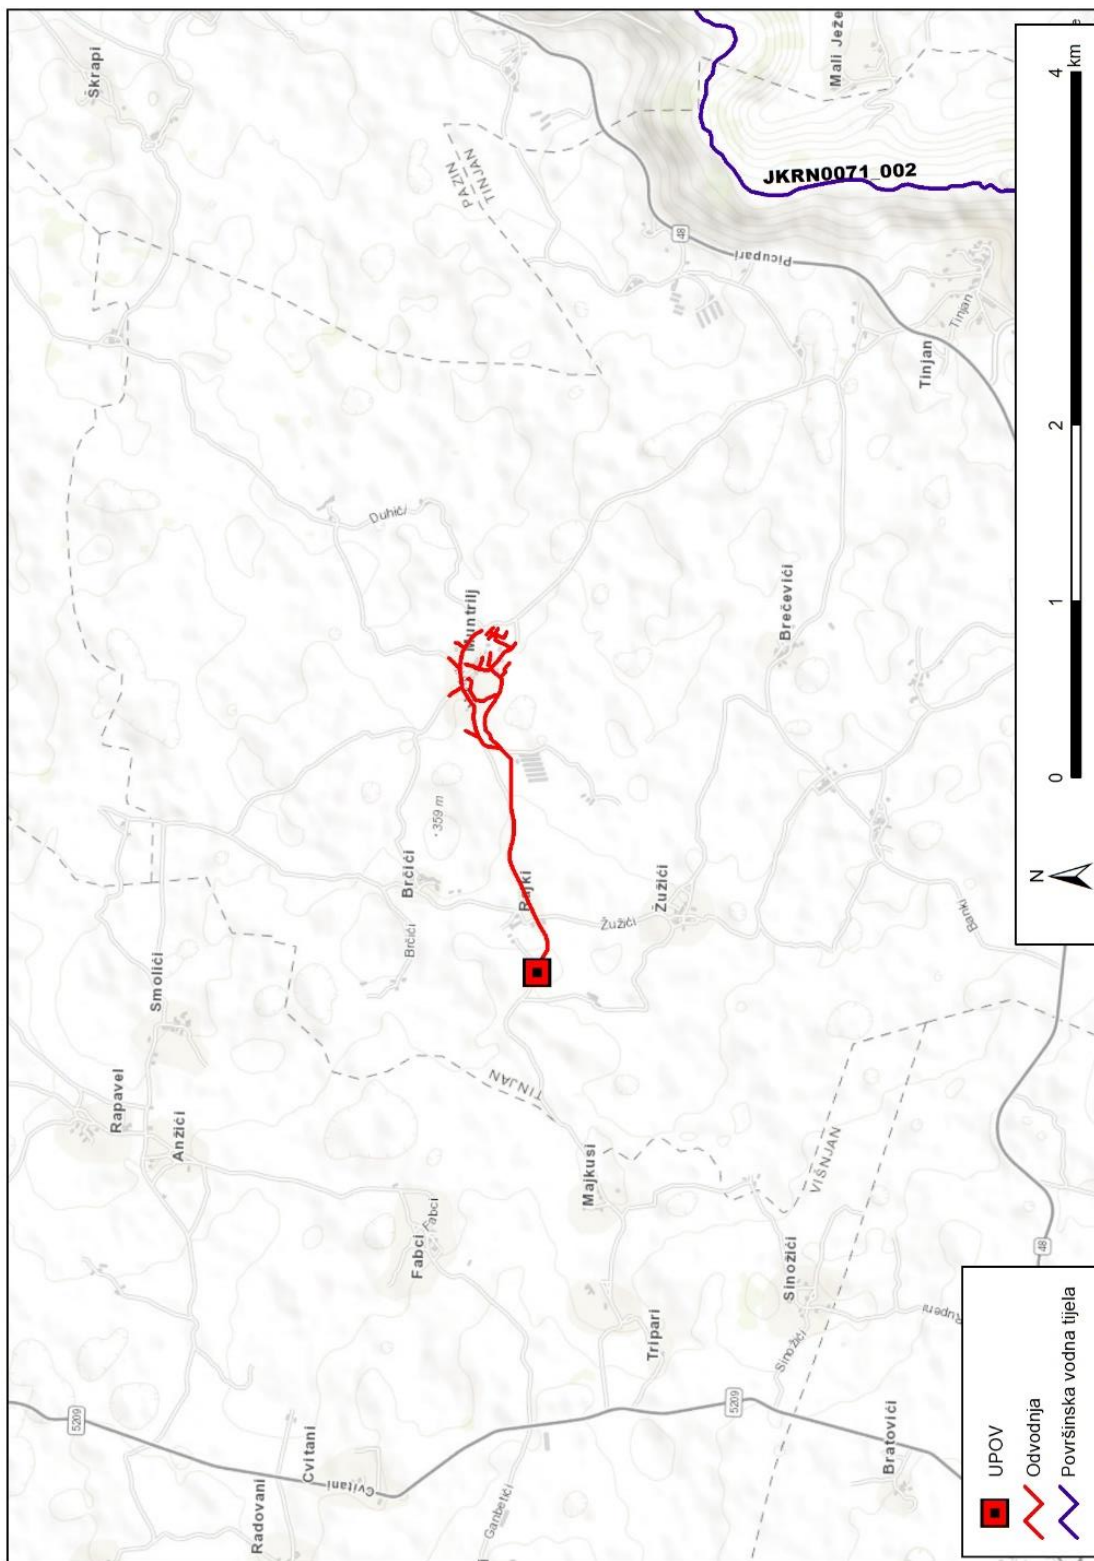 Škrapi
PAZIN
TINJAN
Mali Ježe
JKRN0071_002
48
Picupari
Tinjan
Tinjan
Duhići
Muntrilj
Brečevići
359 m
Brčići
Brčići
Rajki
Žužići
Žužići
Banki
Smolići
Rapavel
Anžići
TINJAN
Majkusi
VIŠNJAN
Fabci
Fabci
Sinožići
Sinožići
Rupeni
48
Tripari
5209
5209
Cvitani
Cvitani
Radovani
Ganbetići
Bratovići
N
0 1 2 4
km
UPOV
Odvodnja
Površinska vodna tijela